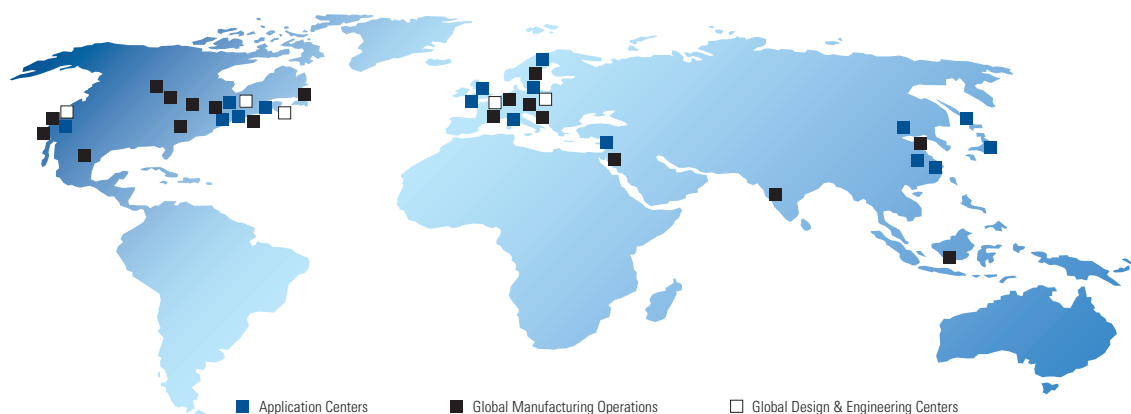 Application Centers
Global Manufacturing Operations
Global Design & Engineering Centers